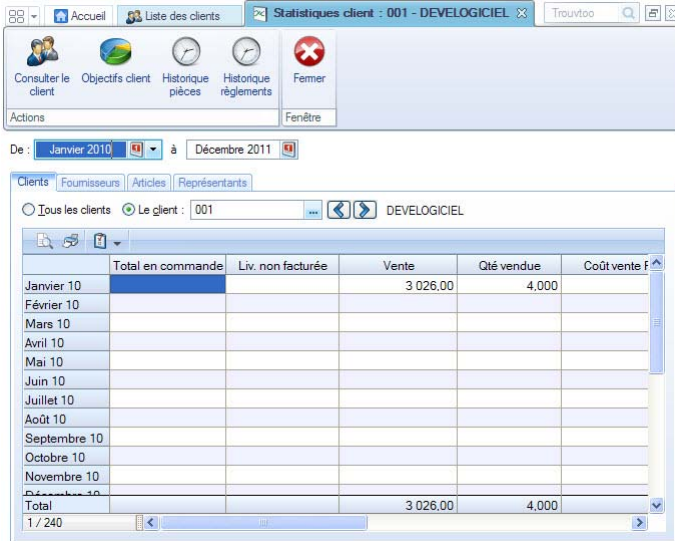 Accueil Liste des clients Statistiques client : 001 - DEVELOGICIEL Trouvtoo
Consulter le client Objectifs client Historique pièces Historique règlements Fermer
Actions Fenêtre
De : Janvier 2010 à Décembre 2011
Clients Fournisseurs Articles Représentants
Tous les clients Le client : 001 ... DEVELOGICIEL
Total en commande Liv. non facturée Vente Qté vendue Coût vente
Janvier 10 3 026,00 4,000
Février 10
Mars 10
Avril 10
Mai 10
Juin 10
Juillet 10
Août 10
Septembre 10
Octobre 10
Novembre 10
Décembre 10
Total 3 026,00 4,000
1 / 240